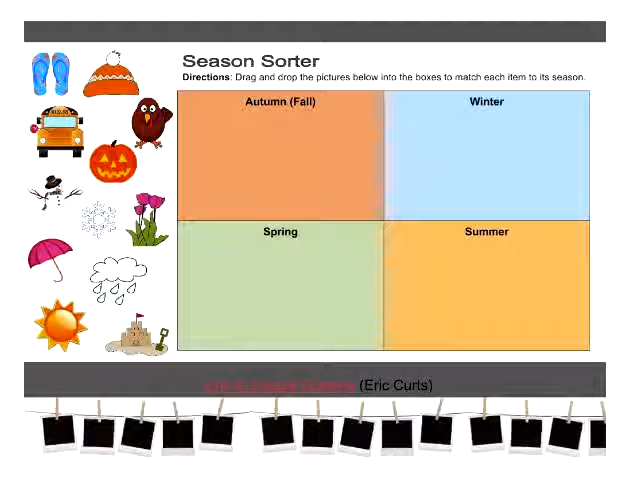 Season Sorter
Directions: Drag and drop the pictures below into the boxes to match each item to its season.
Autumn (Fall)
Winter
Spring
Summer
(Eric Curts)